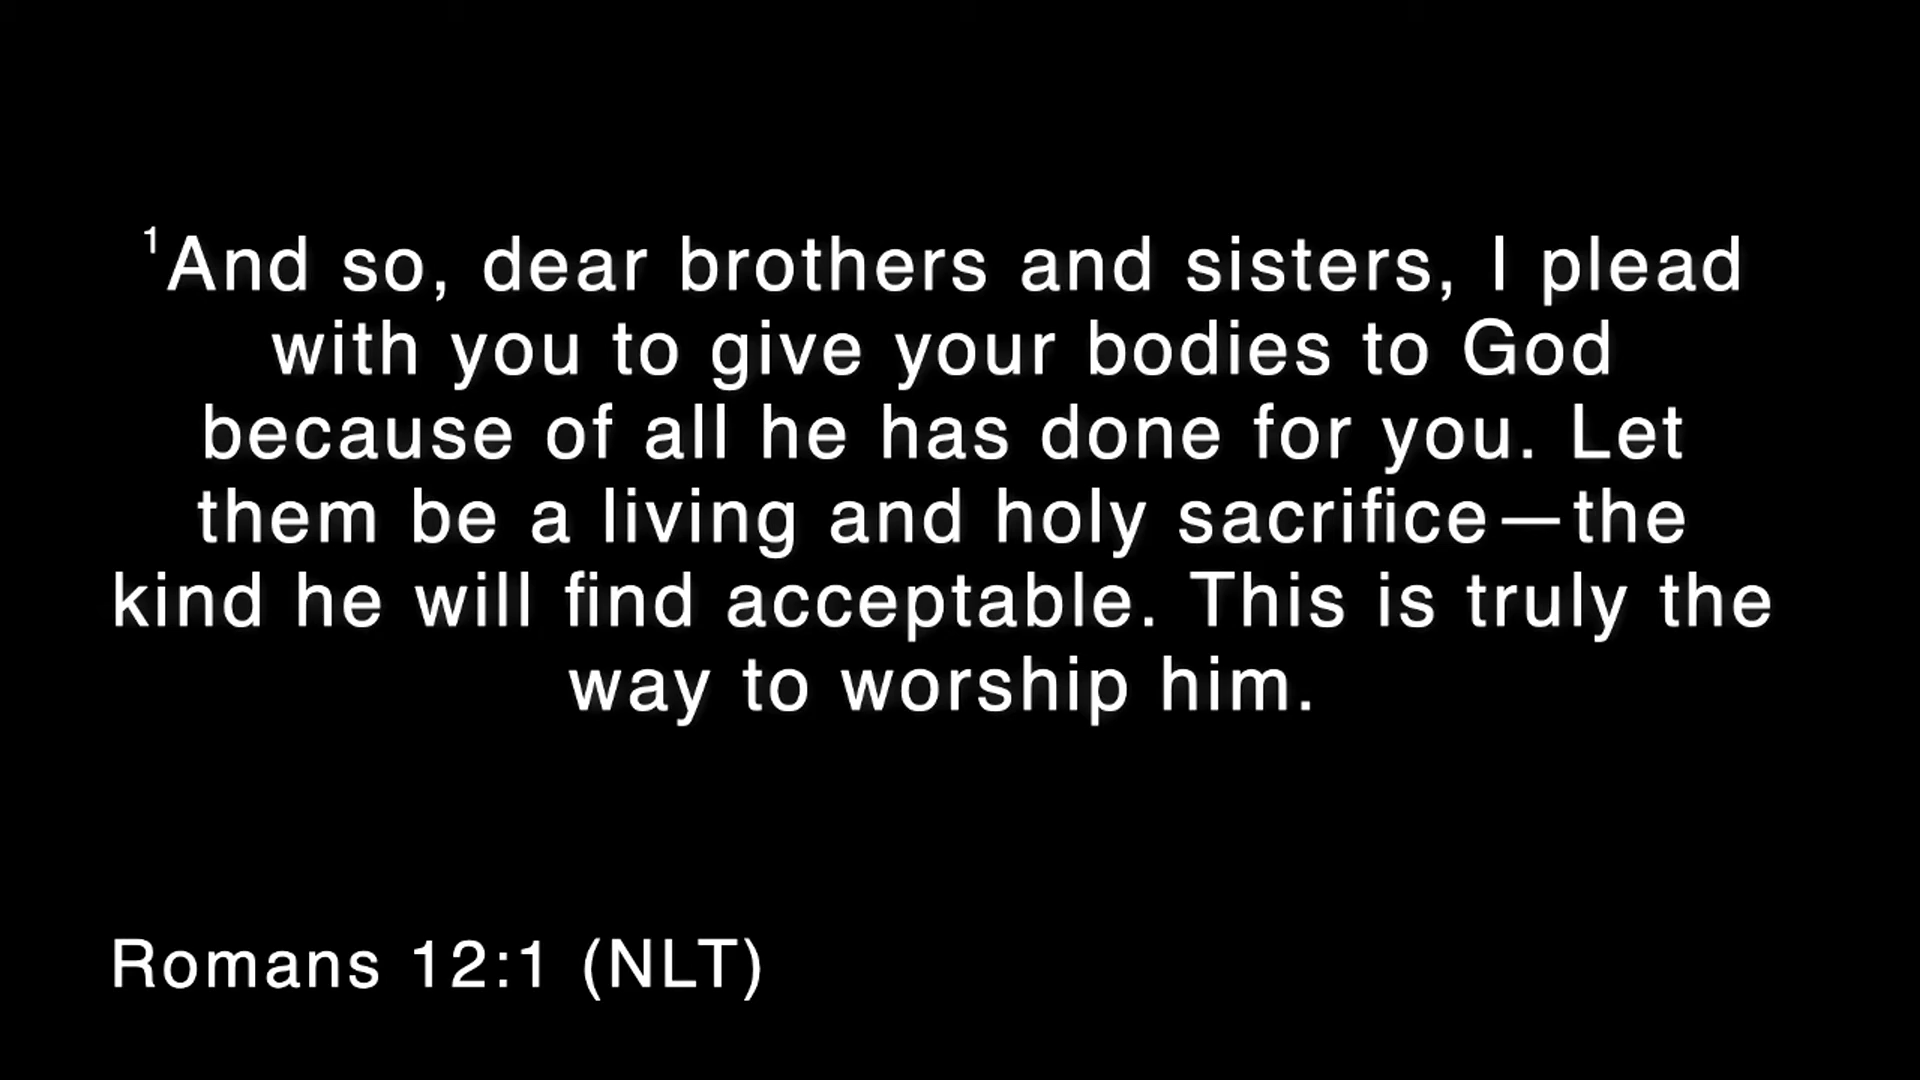 ¹And so, dear brothers and sisters, I plead
with you to give your bodies to God
because of all he has done for you. Let
them be a living and holy sacrifice—the
kind he will find acceptable. This is truly the
way to worship him.
Romans 12:1 (NLT)